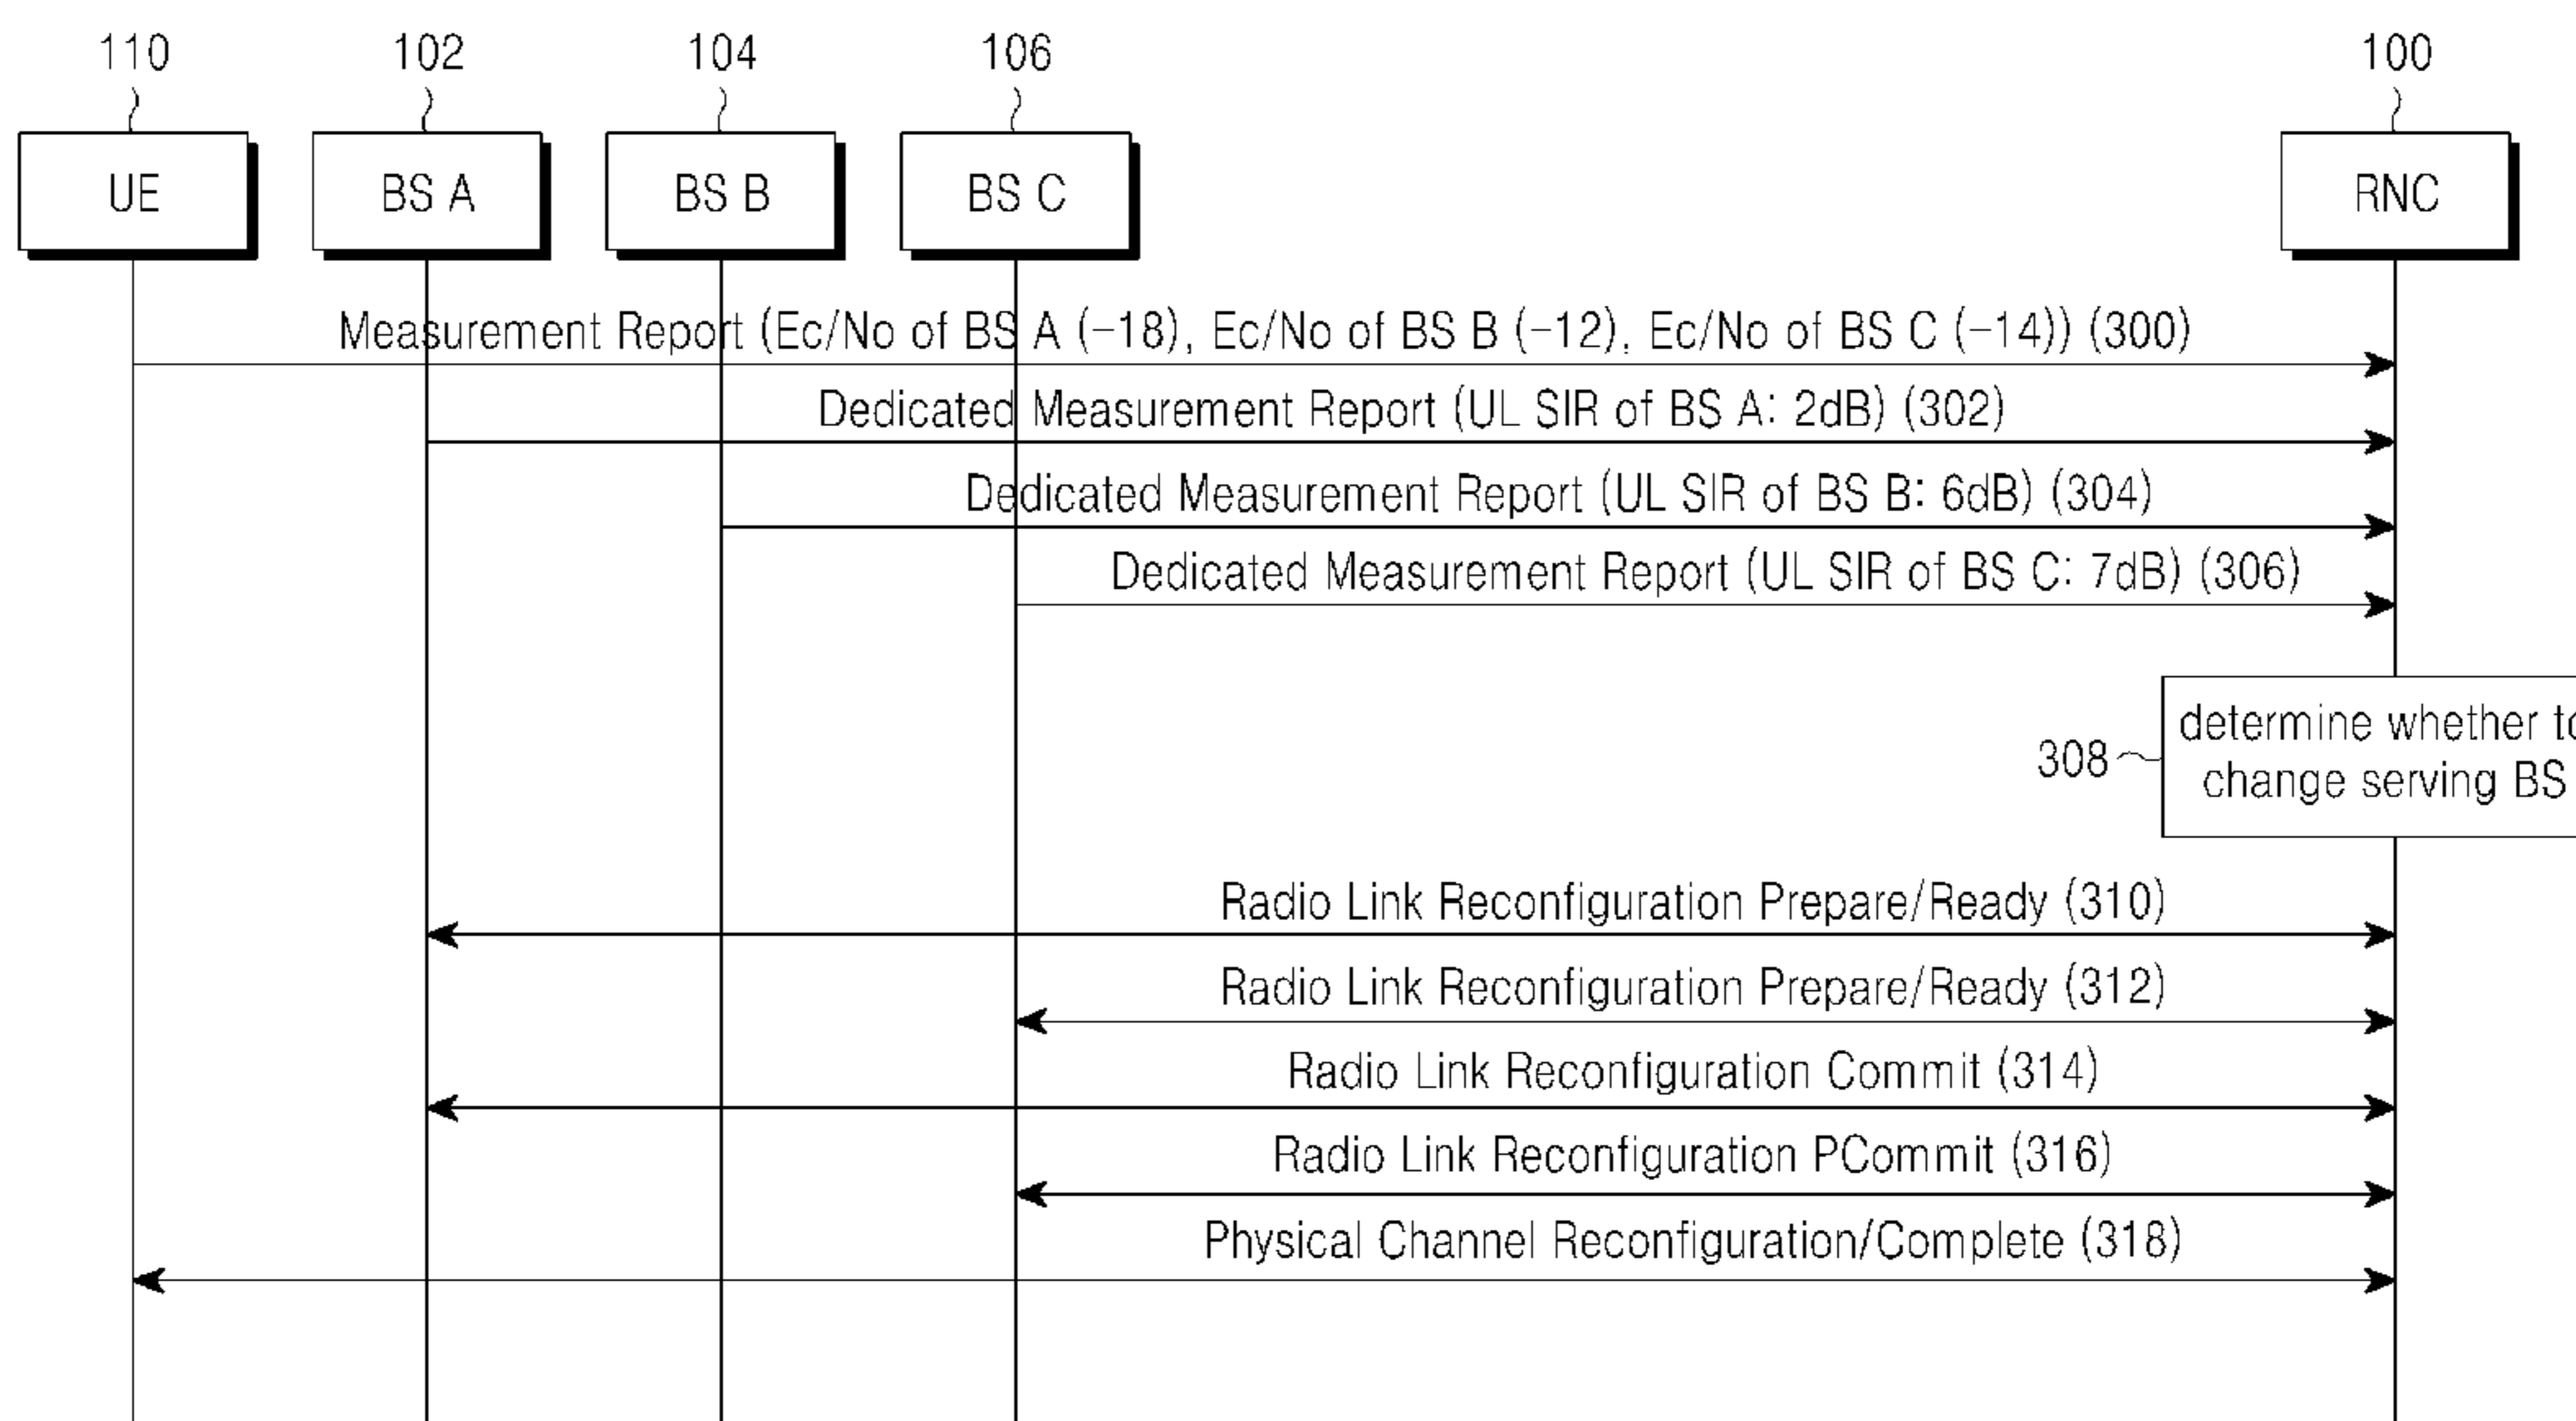 110 102 104 106 100
UE BS A BS B BS C RNC
Measurement Report (Ec/No of BS A (−18), Ec/No of BS B (−12), Ec/No of BS C (−14)) (300)
Dedicated Measurement Report (UL SIR of BS A: 2dB) (302)
Dedicated Measurement Report (UL SIR of BS B: 6dB) (304)
Dedicated Measurement Report (UL SIR of BS C: 7dB) (306)
determine whether to
308 change serving BS
Radio Link Reconfiguration Prepare/Ready (310)
Radio Link Reconfiguration Prepare/Ready (312)
Radio Link Reconfiguration Commit (314)
Radio Link Reconfiguration PCommit (316)
Physical Channel Reconfiguration/Complete (318)